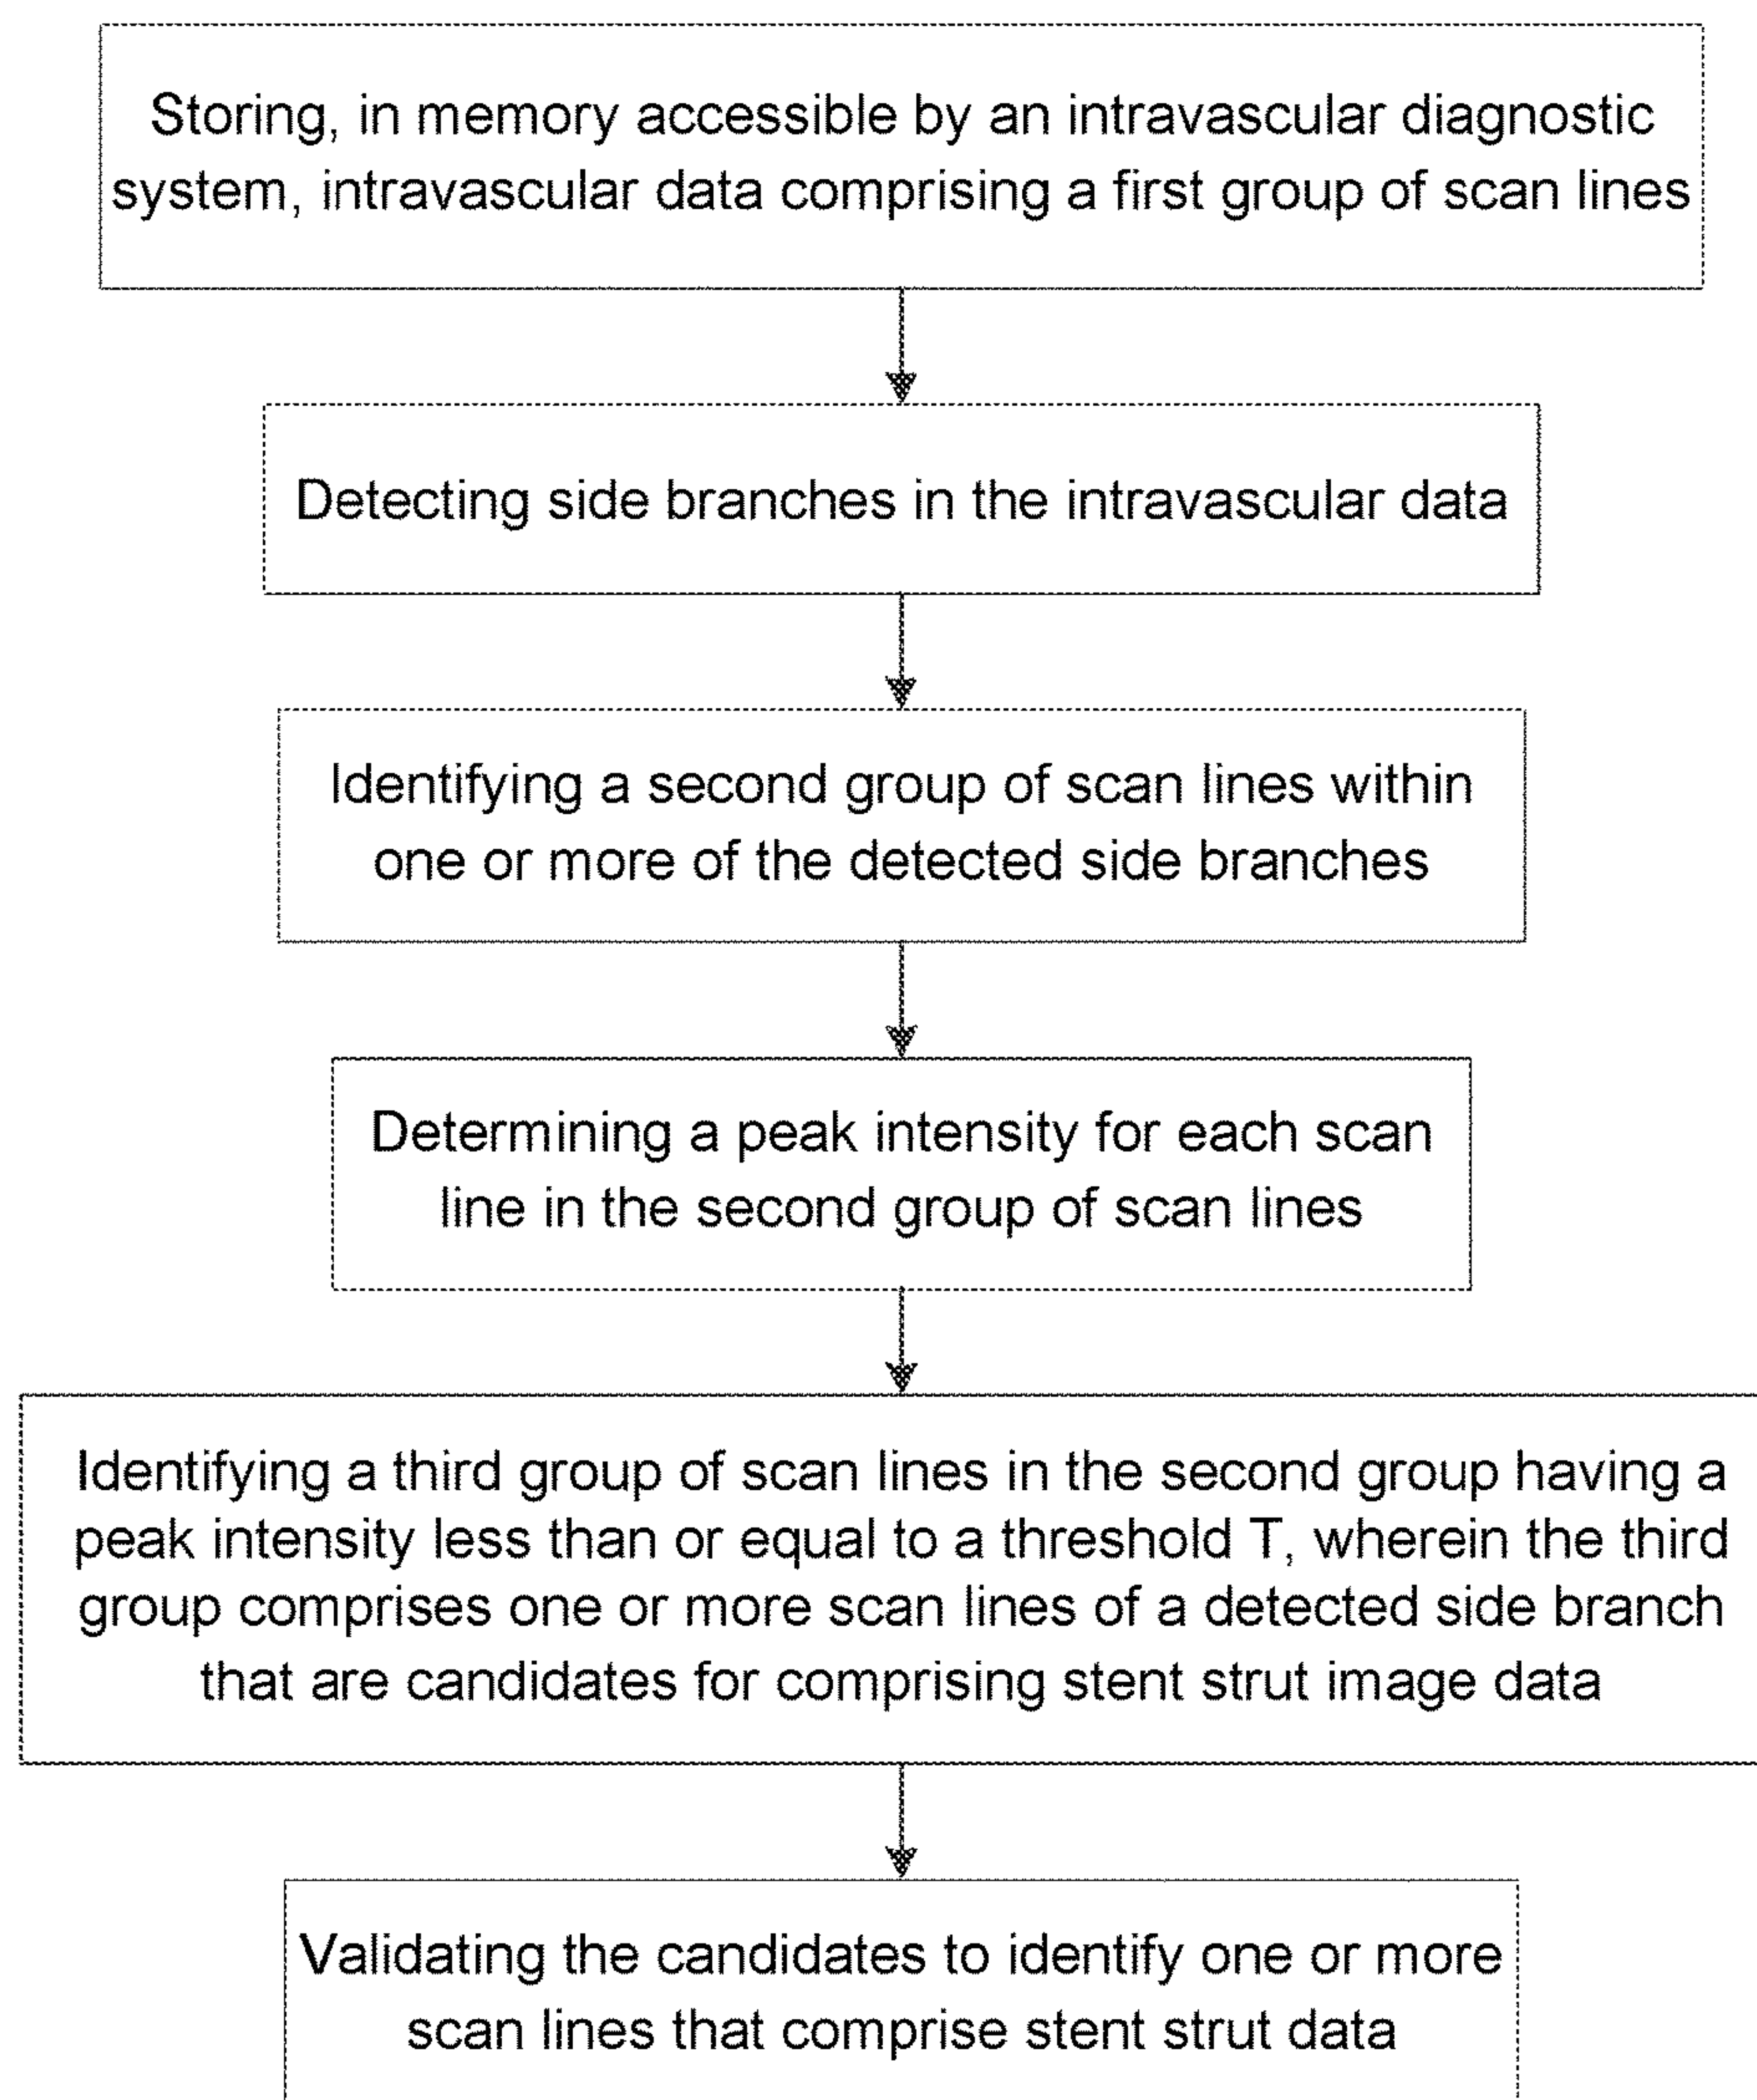 Storing, in memory accessible by an intravascular diagnostic
system, intravascular data comprising a first group of scan lines
Detecting side branches in the intravascular data
Identifying a second group of scan lines within
one or more of the detected side branches
Determining a peak intensity for each scan
line in the second group of scan lines
Identifying a third group of scan lines in the second group having a
peak intensity less than or equal to a threshold T, wherein the third
group comprises one or more scan lines of a detected side branch
that are candidates for comprising stent strut image data
Validating the candidates to identify one or more
scan lines that comprise stent strut data